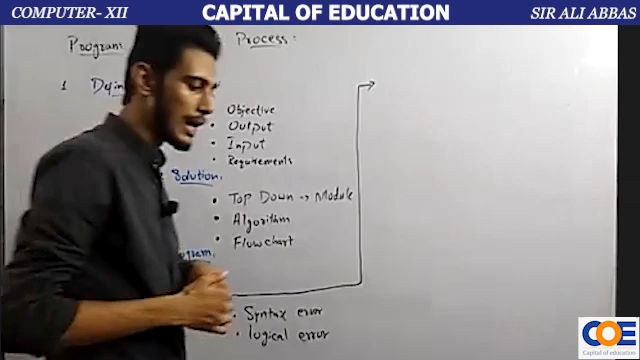 COMPUTER- XII CAPITAL OF EDUCATION SIR ALI ABBAS
Program Process:
1 Defin
Objective
• Output
• Input
• Requirements
Solution.
• Top Down → Module
• Algorithm
• Flowchart
• Syntax error
• logical error
COE
Capital of education